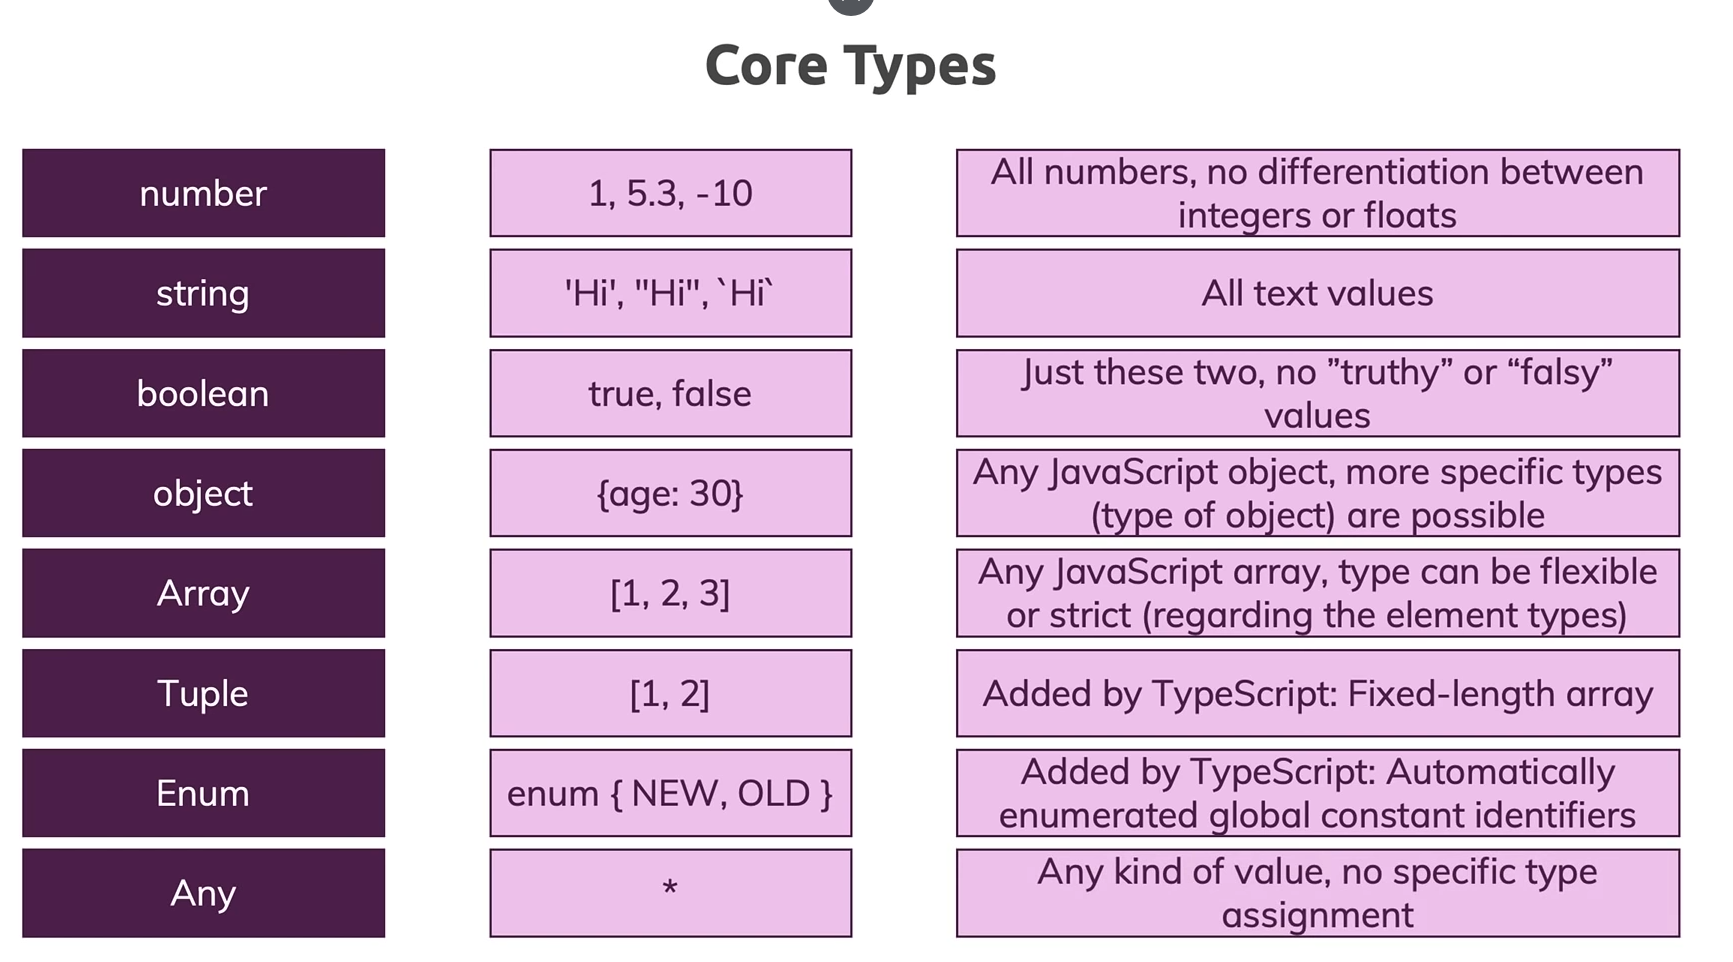 Core Types
number
1, 5.3, -10
All numbers, no differentiation between
integers or floats
string
'Hi', "Hi", `Hi`
All text values
boolean
true, false
Just these two, no ”truthy” or “falsy”
values
object
{age: 30}
Any JavaScript object, more specific types
(type of object) are possible
Array
[1, 2, 3]
Any JavaScript array, type can be flexible
or strict (regarding the element types)
Tuple
[1, 2]
Added by TypeScript: Fixed-length array
Enum
enum { NEW, OLD }
Added by TypeScript: Automatically
enumerated global constant identifiers
Any
*
Any kind of value, no specific type
assignment